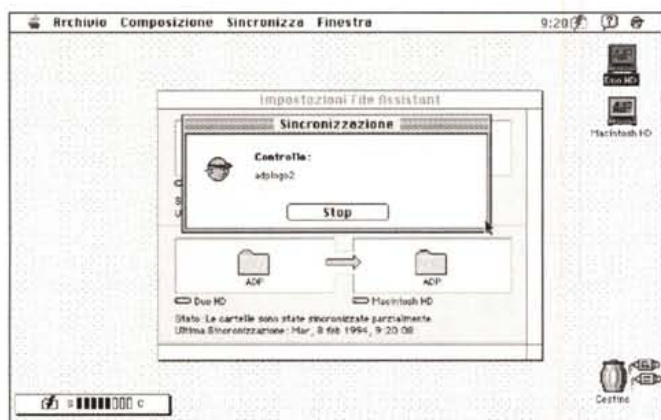 Archivio Composizione Sincronizza Finestra 9:20
Duo HD
Macintosh HD
Impostazioni File Assistant
Sincronizzazione
Controllo:
adplogo2
Stop
ADP
ADP
Duo HD
Macintosh HD
Stato: Le cartelle sono state sincronizzate parzialmente.
Ultima Sincronizzazione: Mar, 8 feb 1994, 9:20:08
Cestino